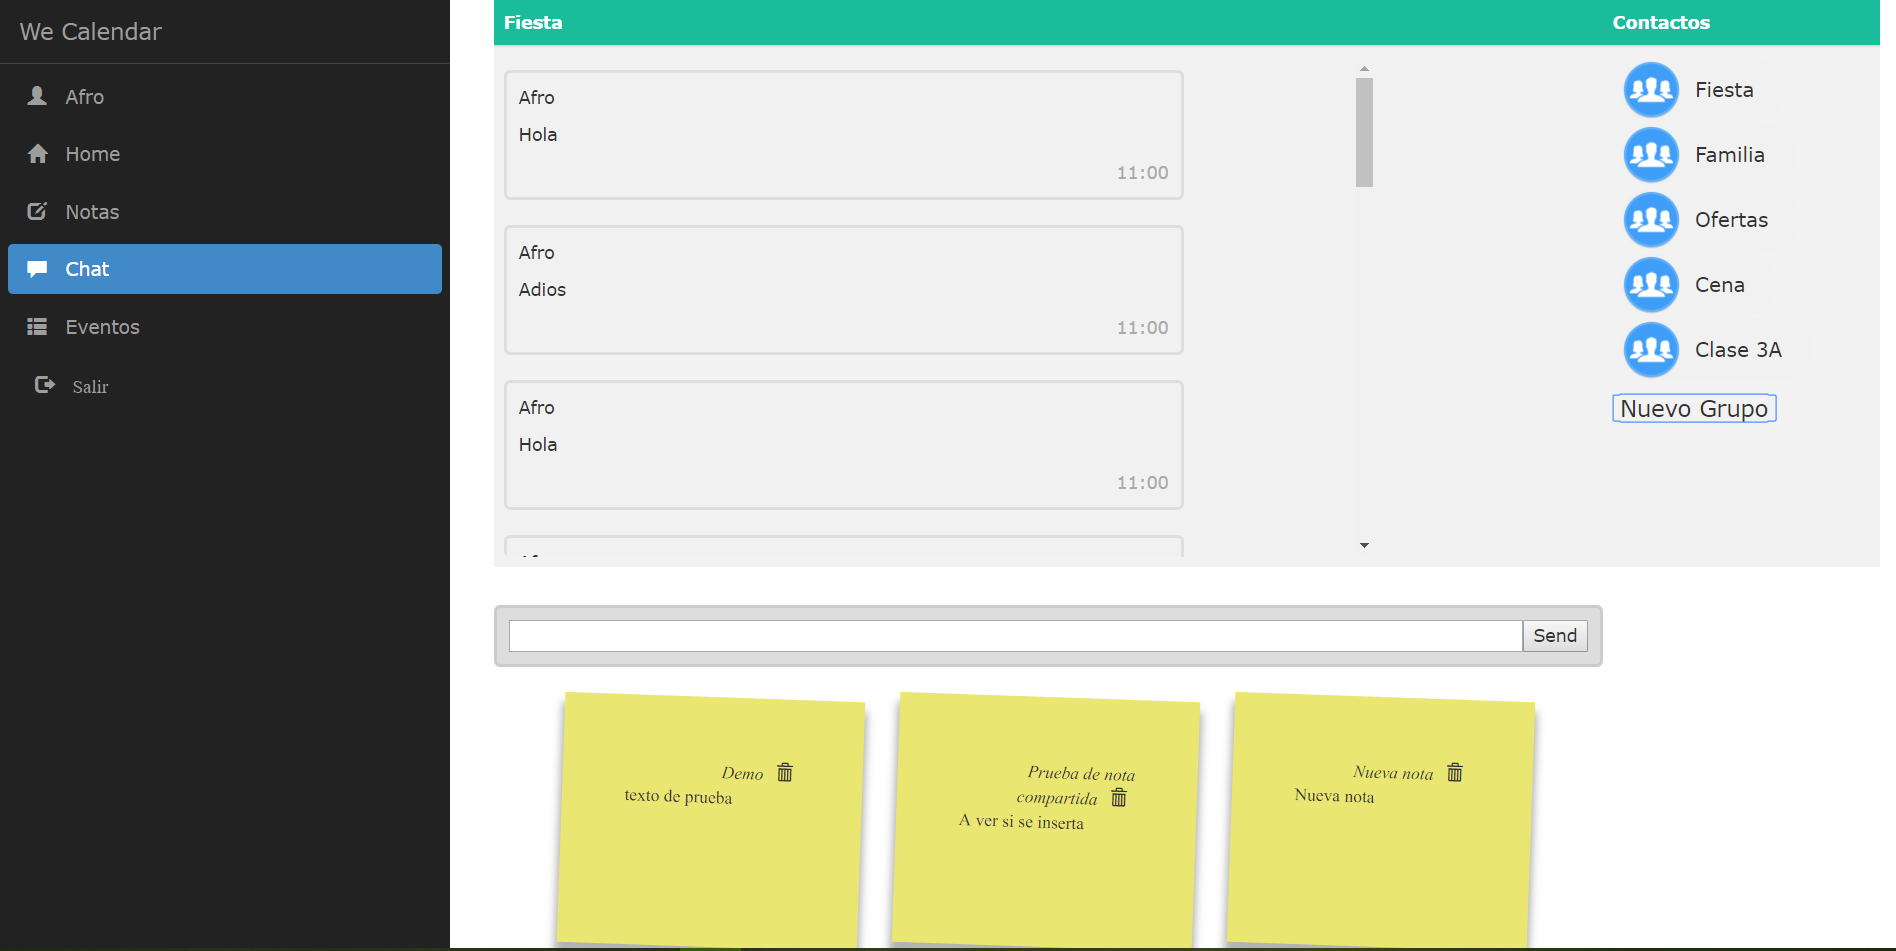 We Calendar
Afro
Home
Notas
Chat
Eventos
Salir
Fiesta
Contactos
Afro
Hola
11:00
Afro
Adios
11:00
Afro
Hola
11:00
Fiesta
Familia
Ofertas
Cena
Clase 3A
Nuevo Grupo
Send
Demo
texto de prueba
Prueba de nota
compartida
A ver si se inserta
Nueva nota
Nueva nota